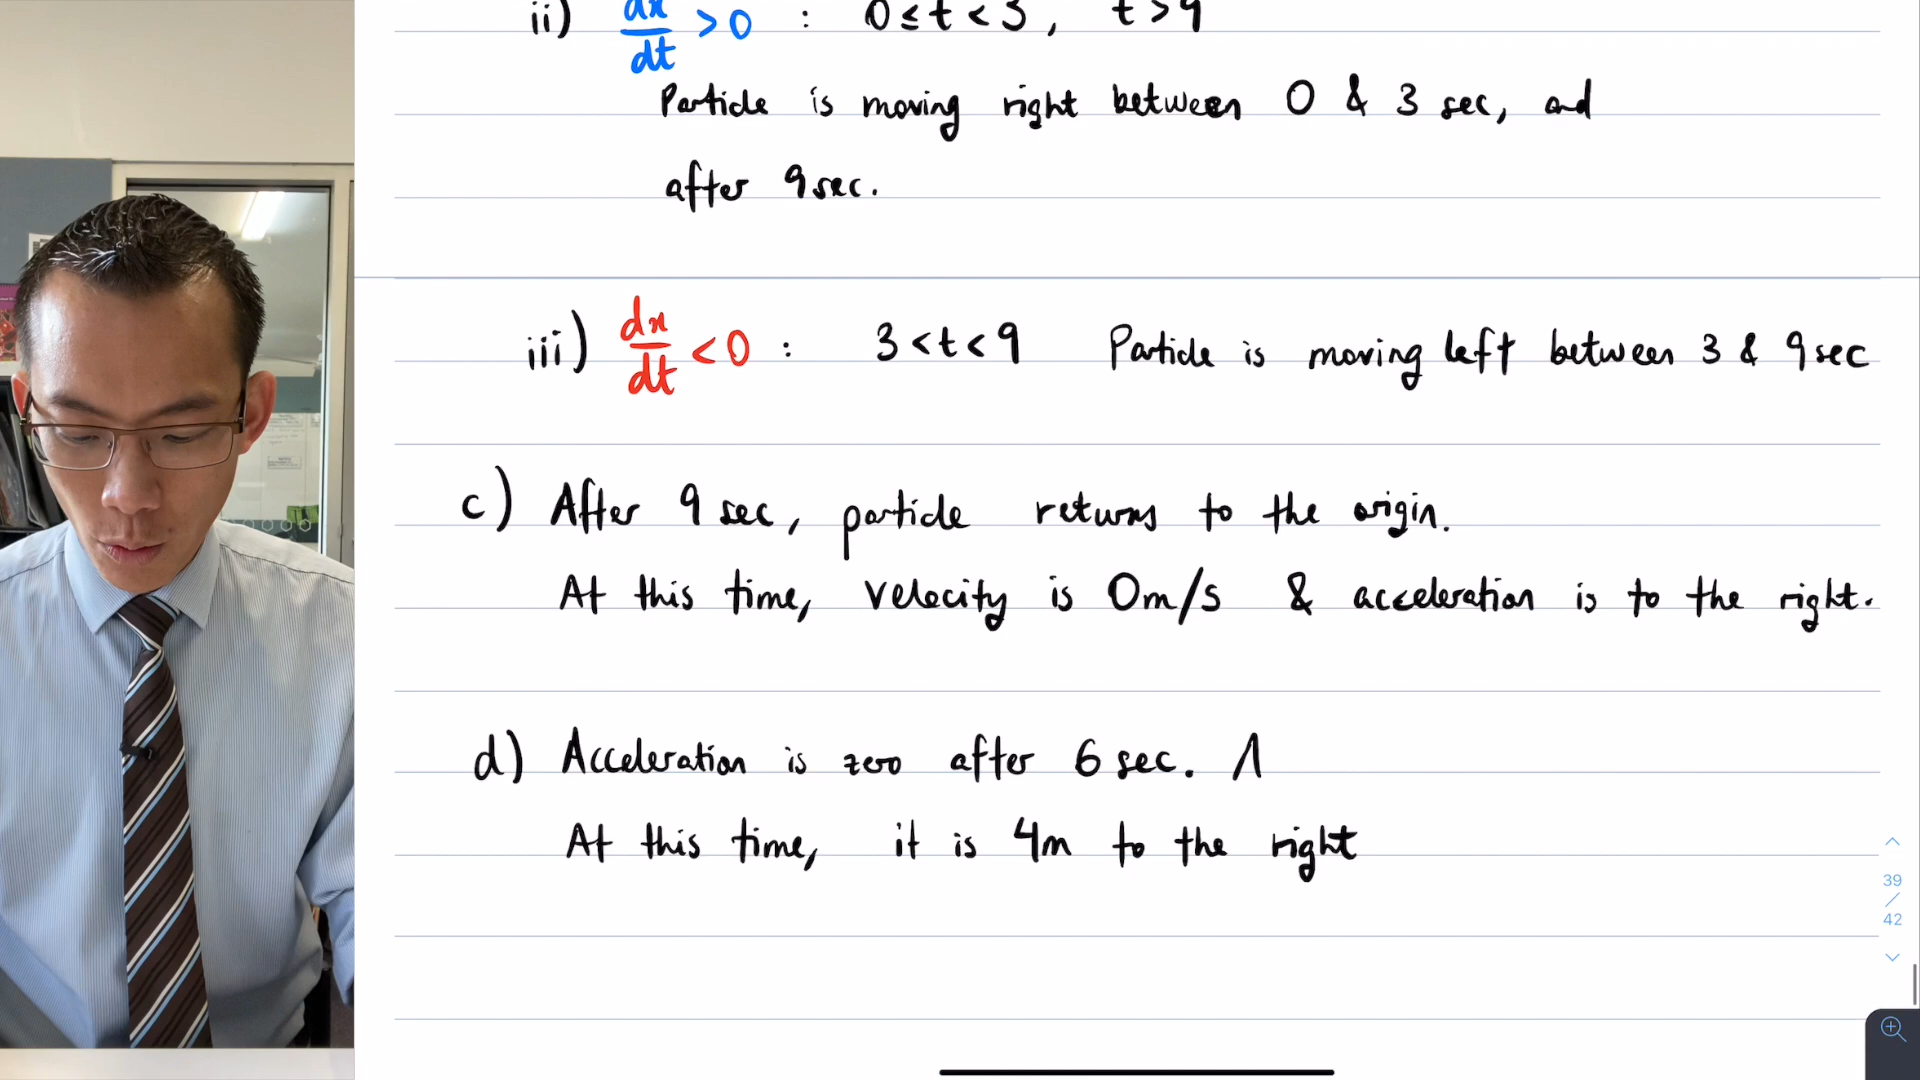 ii) dx/dt > 0 : 0 ≤ t < 3, t > 9
Particle is moving right between 0 & 3 sec, and
after 9 sec.
iii) dx/dt < 0 : 3 < t < 9 Particle is moving left between 3 & 9 sec
c) After 9 sec, particle returns to the origin.
At this time, velocity is 0m/s & acceleration is to the right.
d) Acceleration is zero after 6 sec. Λ
At this time, it is 4m to the right
39
/
42